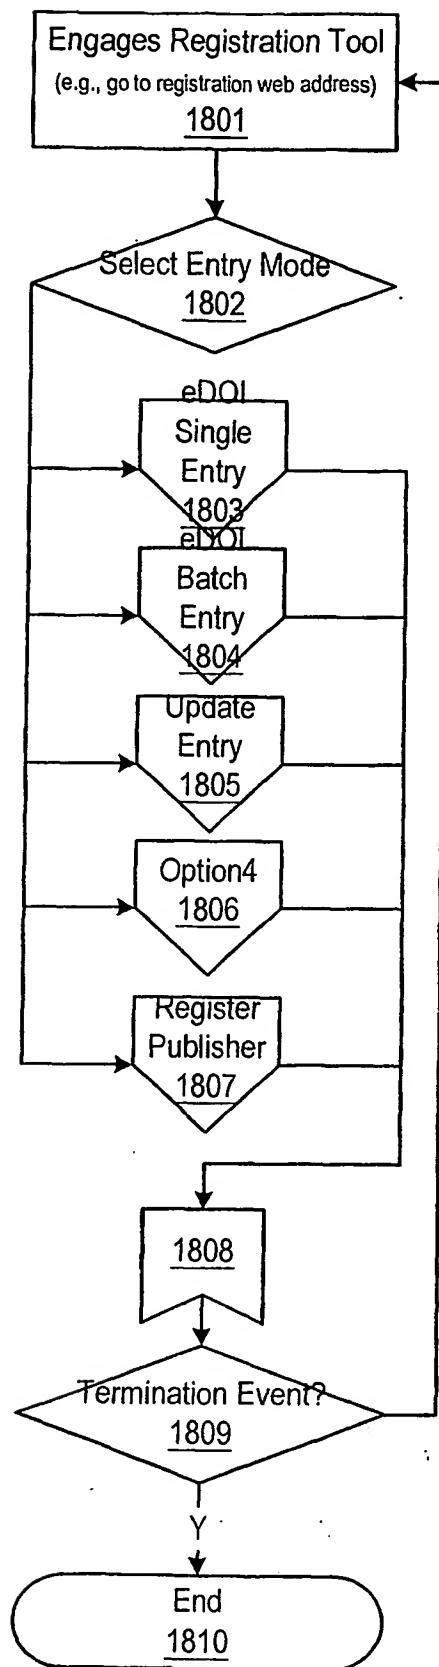 Engages Registration Tool
(e.g., go to registration web address)
1801
Select Entry Mode
1802
eDOI
Single
Entry
1803
eDOI
Batch
Entry
1804
Update
Entry
1805
Option4
1806
Register
Publisher
1807
1808
Termination Event?
1809
Y
End
1810